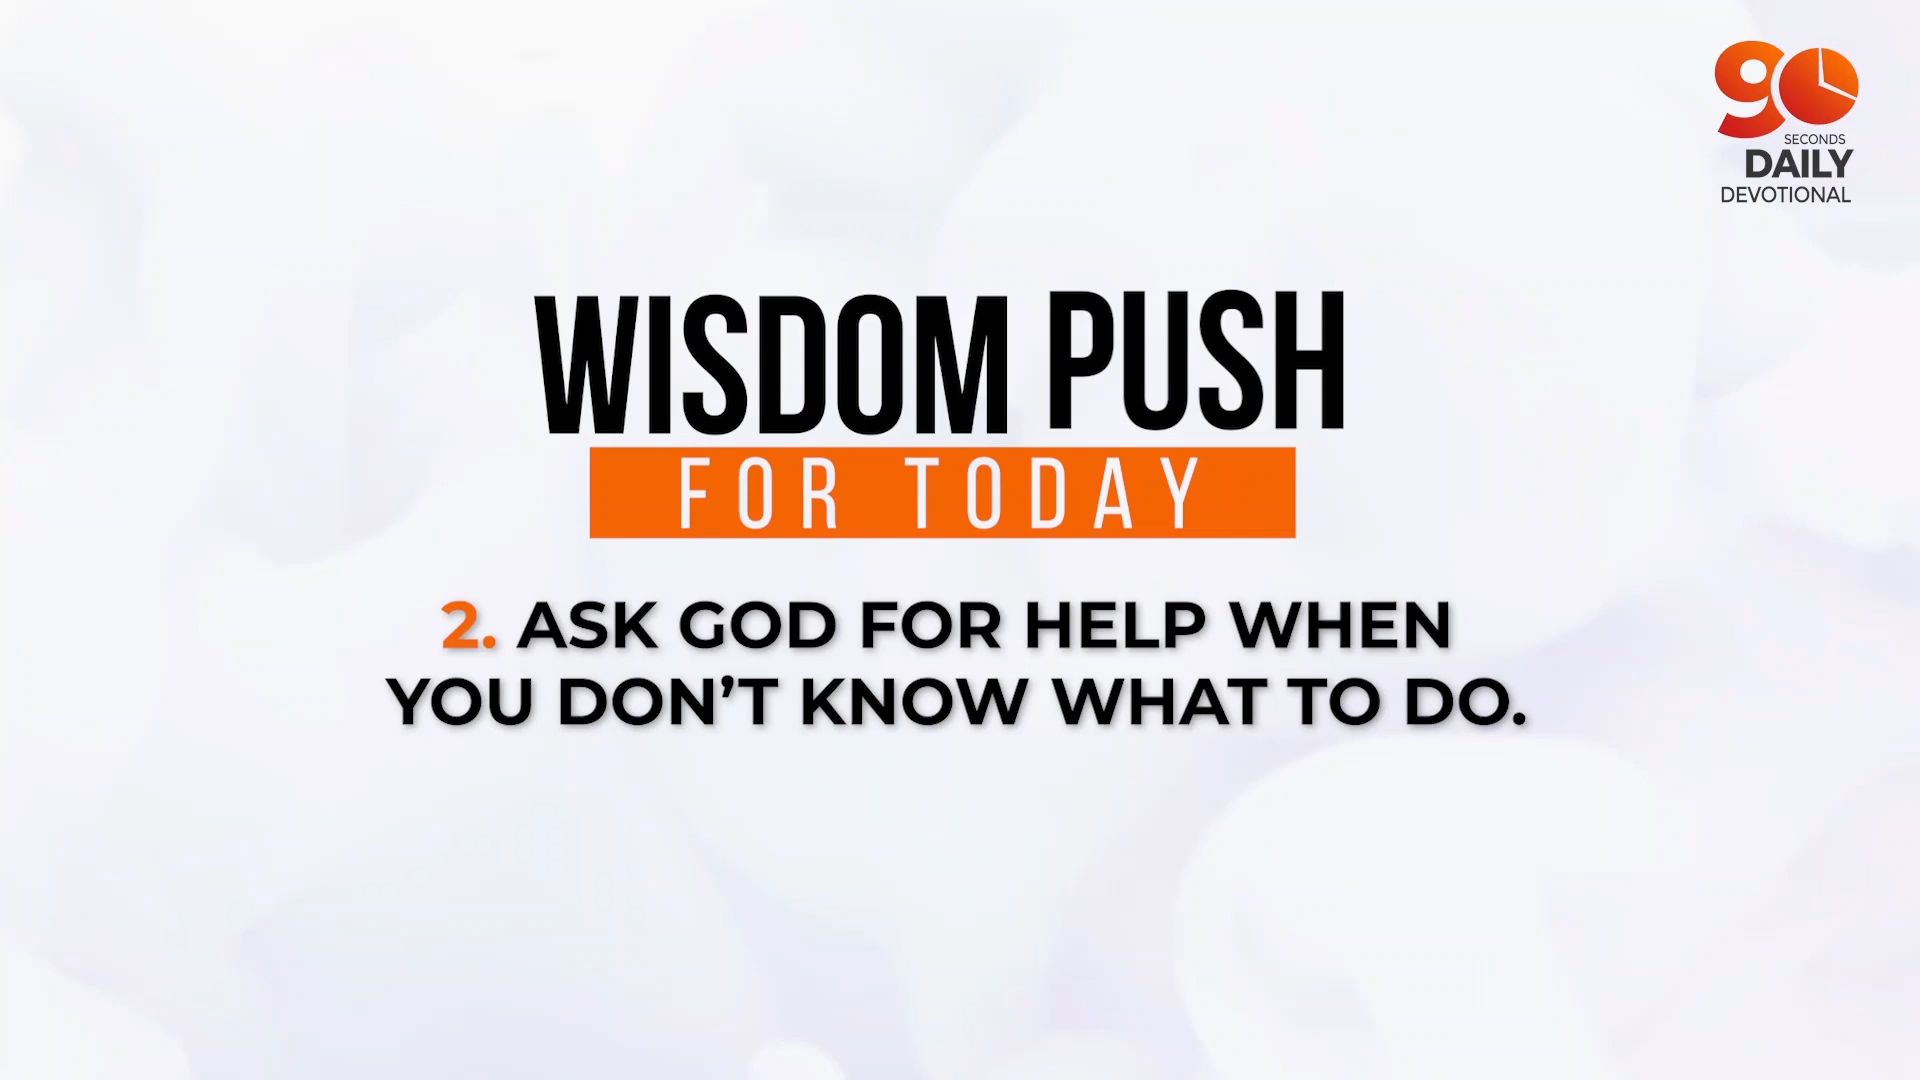 90
SECONDS
DAILY
DEVOTIONAL
WISDOM PUSH
FOR TODAY
2. ASK GOD FOR HELP WHEN
YOU DON’T KNOW WHAT TO DO.